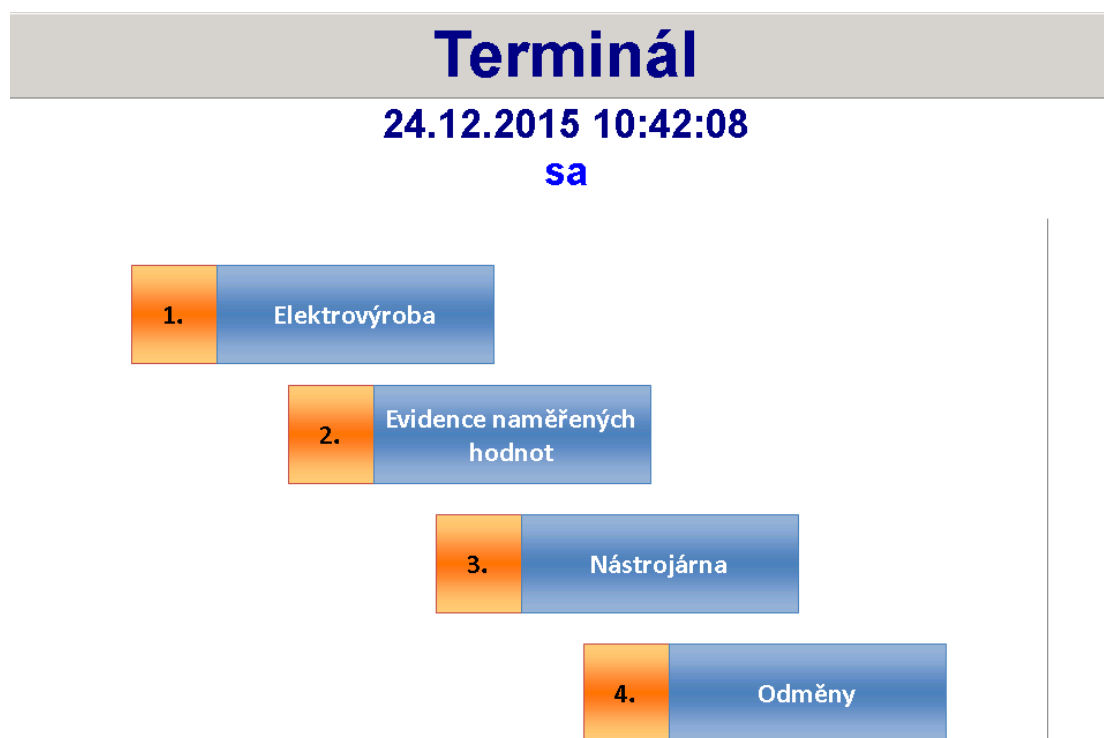 Terminál
24.12.2015 10:42:08
sa
1. Elektrovýroba
2. Evidence naměřených
hodnot
3. Nástrojárna
4. Odměny